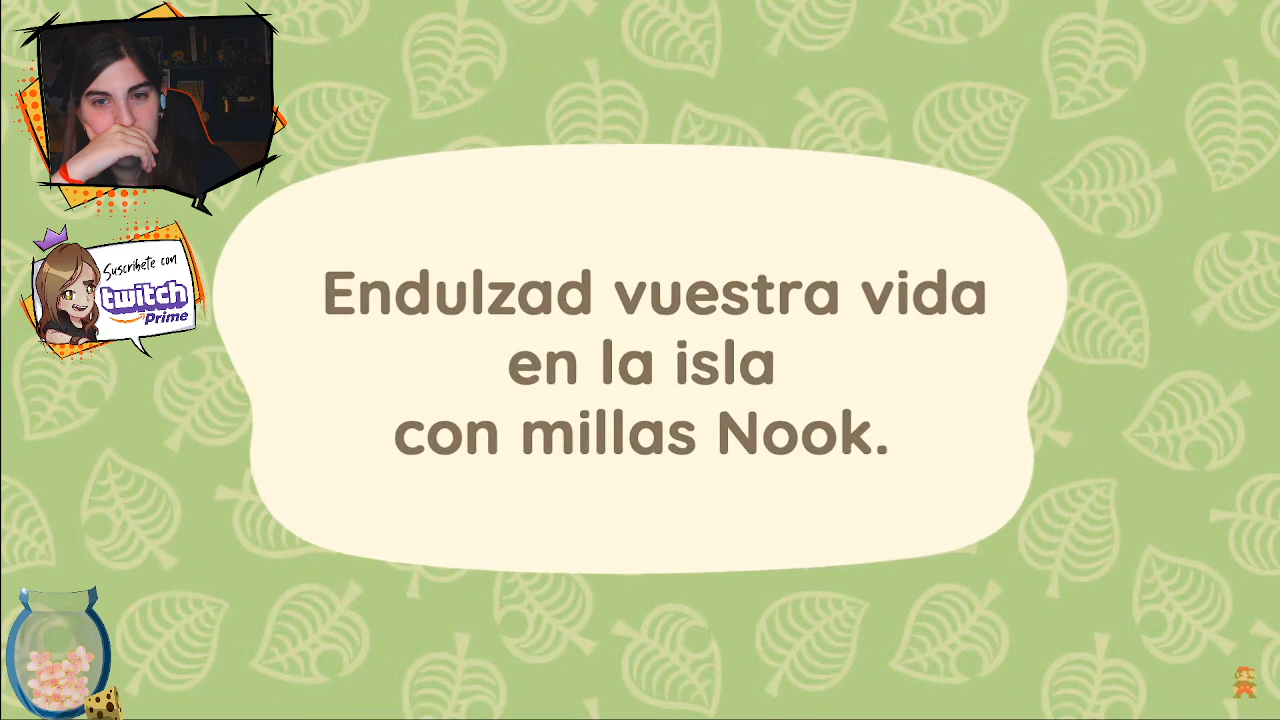 Suscríbete con
twitch
Prime
Endulzad vuestra vida
en la isla
con millas Nook.